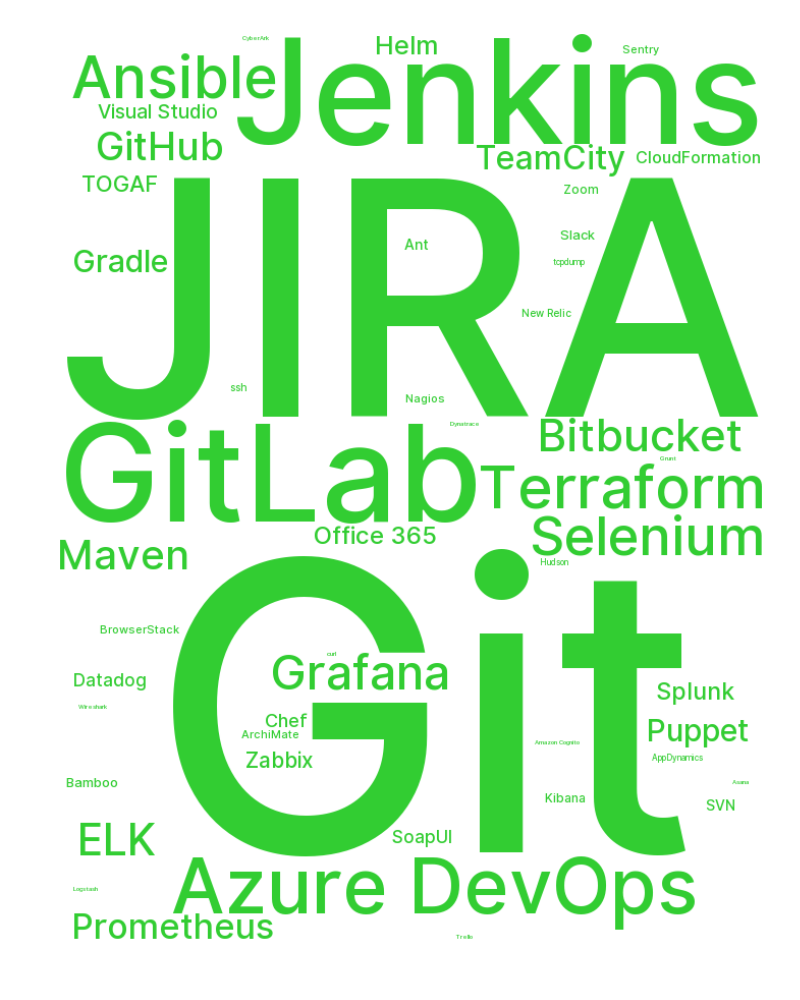 CyberArk
Helm
Jenkins
Sentry
Ansible
Visual Studio
GitHub
TeamCity
CloudFormation
TOGAF
Zoom
JIRA
Slack
Ant
Gradle
tcpdump
New Relic
ssh
Nagios
GitLab
Dynatrace
Bitbucket
Terraform
Selenium
Office 365
Maven
Hudson
Git
BrowserStack
curl
Grafana
Datadog
Splunk
Wireshark
Chef
ArchiMate
Puppet
Amazon Cognito
Zabbix
AppDynamics
Bamboo
Asana
Kibana
SVN
ELK
SoapUI
Azure DevOps
Logstash
Prometheus
Trello